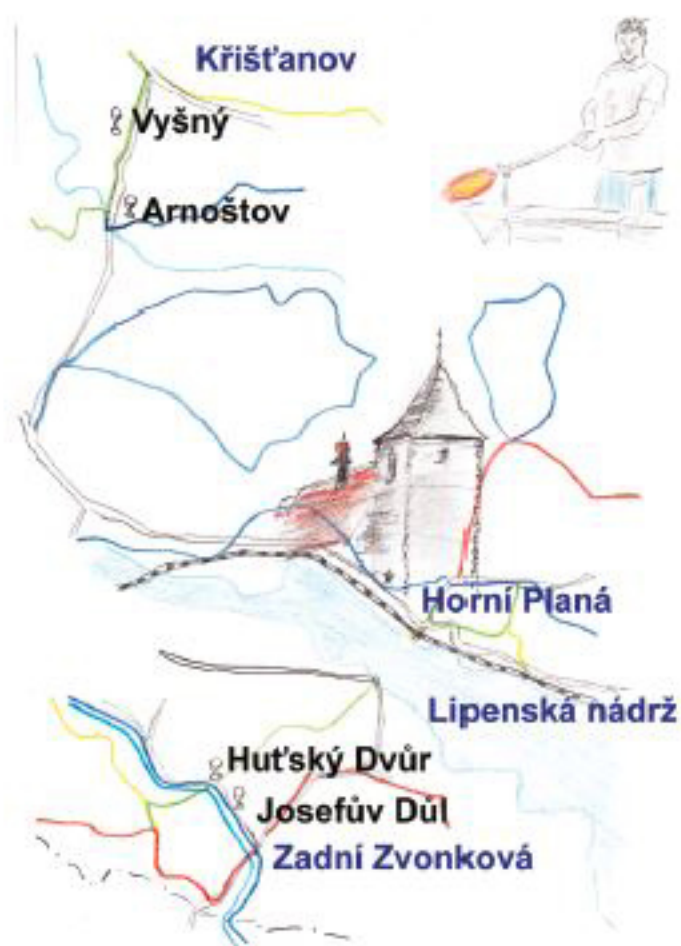 Křišťanov
Vyšný
Arnoštov
Horní Planá
Lipenská nádrž
Huťský Dvůr
Josefův Důl
Zadní Zvonková